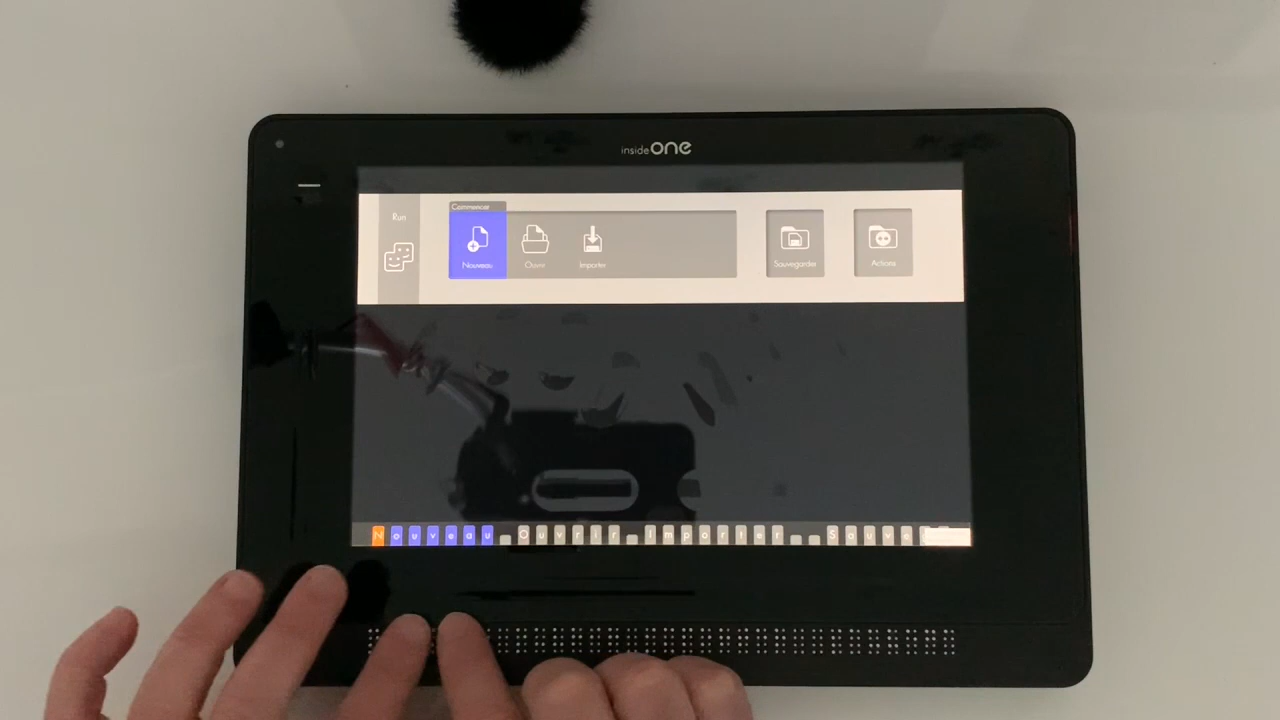 insideONE
Run
Commencer
Nouveau
Ouvrir
Importer
Sauvegarder
Actions
Nouveau Ouvrir Importer Sauve